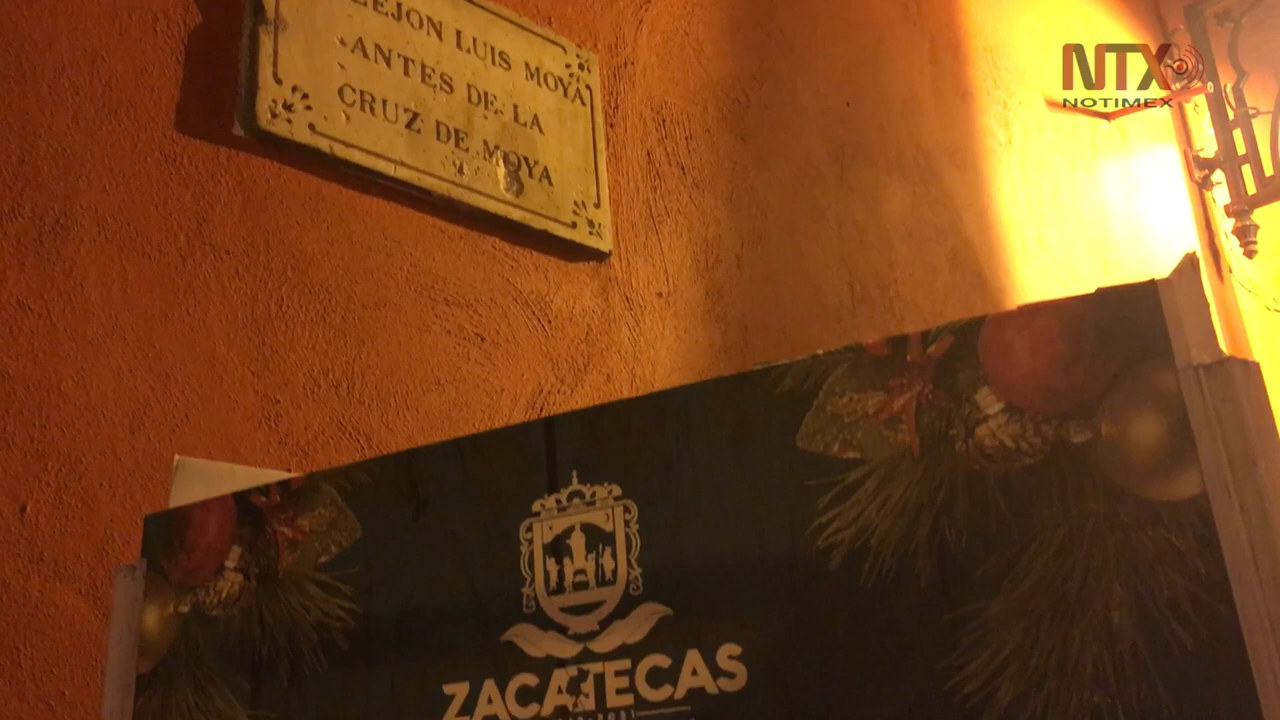 LEJON LUIS MOYA
ANTES DE LA
CRUZ DE MOYA
NTX
NOTIMEX
ZACATECAS